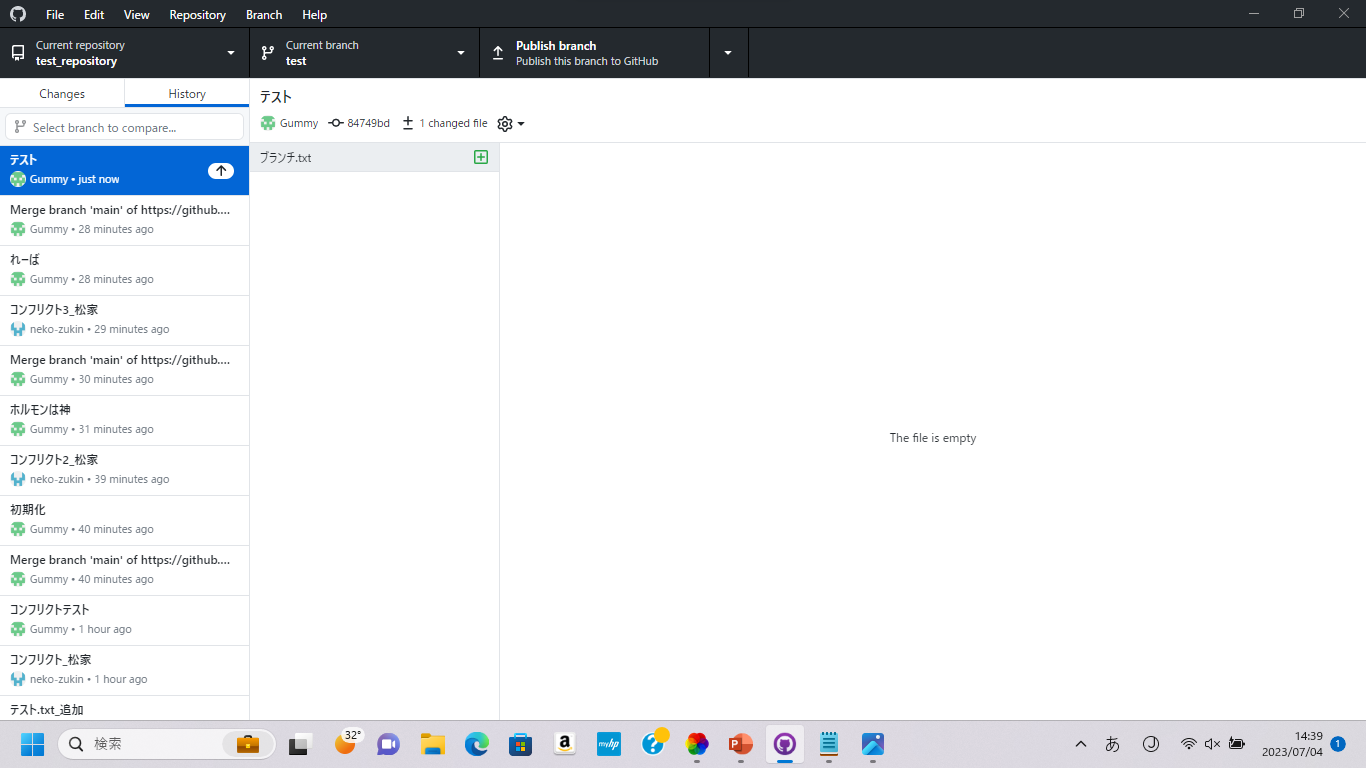 File Edit View Repository Branch Help
Current repository
test_repository
Current branch
test
Publish branch
Publish this branch to GitHub
Changes
History
Select branch to compare...
テスト
Gummy • just now
Merge branch 'main' of https://github....
Gummy • 28 minutes ago
れーば
Gummy • 28 minutes ago
コンフリクト3_松家
neko-zukin • 29 minutes ago
Merge branch 'main' of https://github....
Gummy • 30 minutes ago
ホルモンは神
Gummy • 31 minutes ago
コンフリクト2_松家
neko-zukin • 39 minutes ago
初期化
Gummy • 40 minutes ago
Merge branch 'main' of https://github....
Gummy • 40 minutes ago
コンフリクトテスト
Gummy • 1 hour ago
コンフリクト_松家
neko-zukin • 1 hour ago
テスト.txt_追加
テスト
Gummy 84749bd 1 changed file
ブランチ.txt
The file is empty
検索
32°
a
myhp
?
P
あ
J
14:39
2023/07/04
1